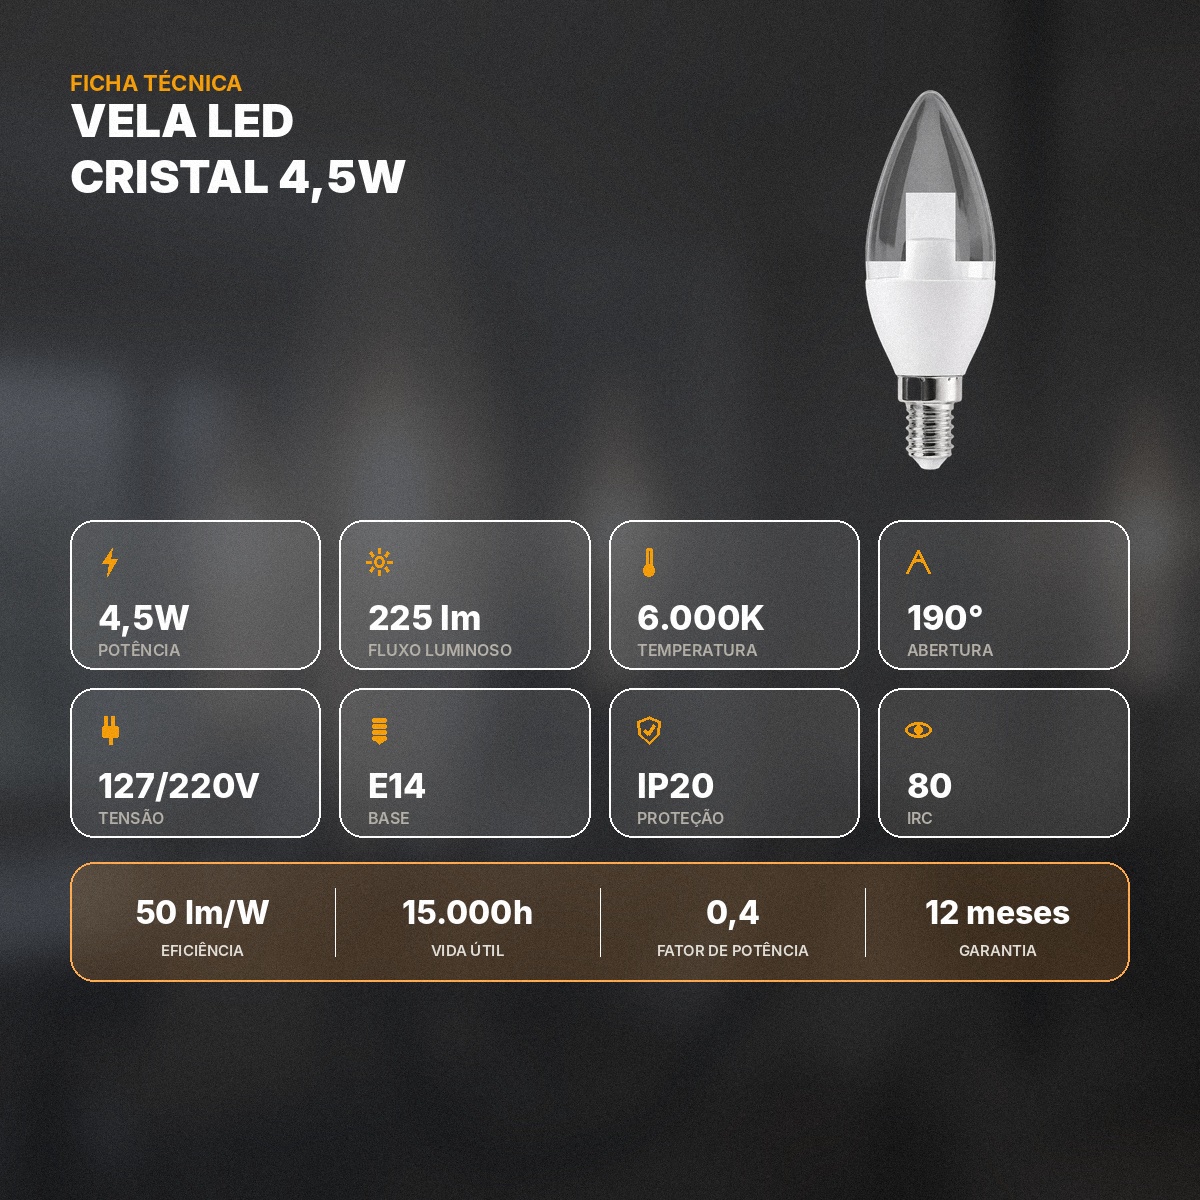 FICHA TÉCNICA
VELA LED
CRISTAL 4,5W
4,5W
POTÊNCIA
225 lm
FLUXO LUMINOSO
6.000K
TEMPERATURA
190°
ABERTURA
127/220V
TENSÃO
E14
BASE
IP20
PROTEÇÃO
80
IRC
50 lm/W
EFICIÊNCIA
15.000h
VIDA ÚTIL
0,4
FATOR DE POTÊNCIA
12 meses
GARANTIA